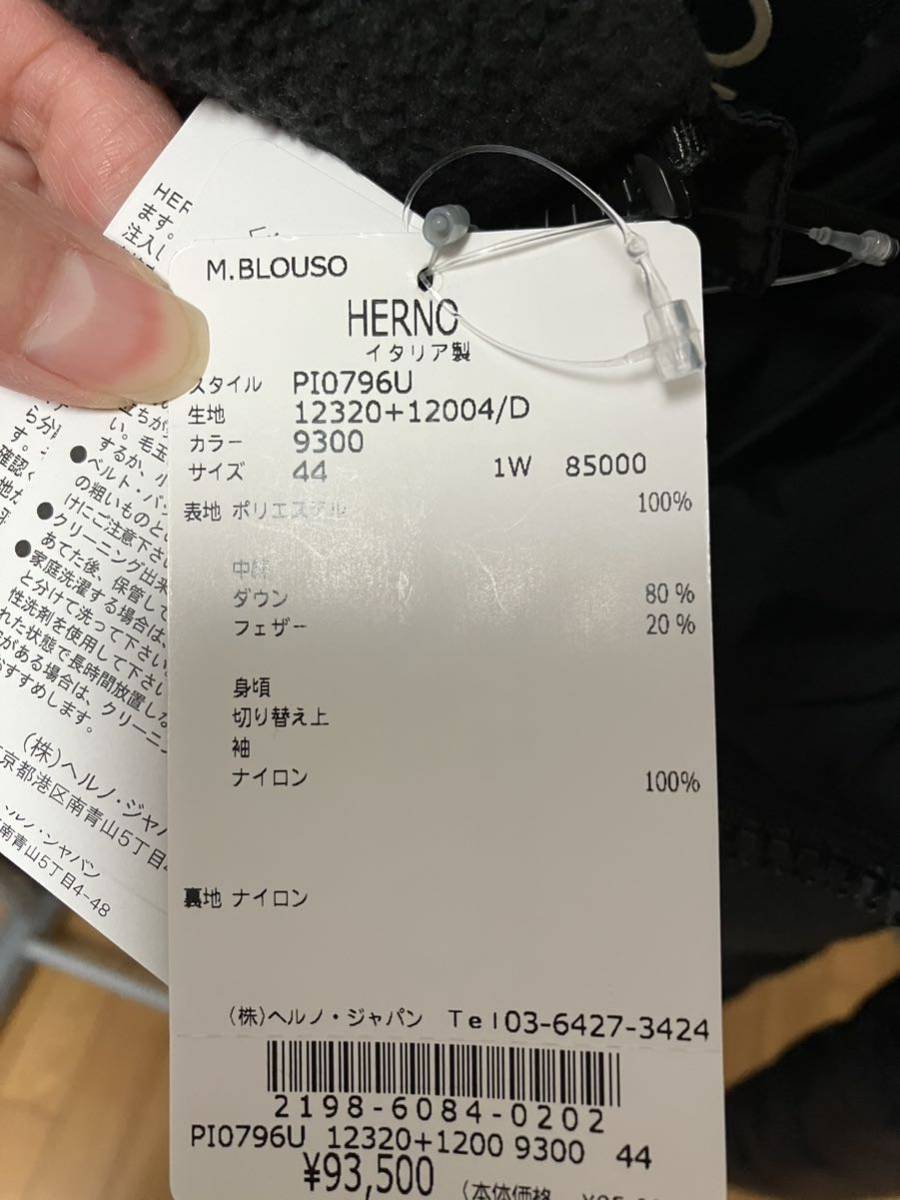 M.BLOUSO
HERNO
イタリア製
スタイル PI0796U
生地 12320+12004/D
カラー 9300
サイズ 44 1W 85000
表地 ポリエステル 100%
ダウン 80%
フェザー 20%
身頃
切り替え上
袖
ナイロン 100%
裏地 ナイロン
(株)ヘルノ・ジャパン Tel03-6427-3424
2198-6084-0202
PI0796U 12320+1200 9300 44
¥93,500 (本体価格
ます。
注入し
い。毛玉
するか、小
●ベルト・バッ
の粗いものと
けにご注意下さい
●クリーニング出来
あてた後、保管して
●家庭洗濯する場合は、
と分けて洗って下さい
性洗剤を使用して下さい
れた状態で長時間放置しな
がある場合は、クリーニン
おすすめします。
(株)ヘルノ・ジャパ
京都港区南青山5丁目4
ルノ・ジャパン
南青山5丁目4-48